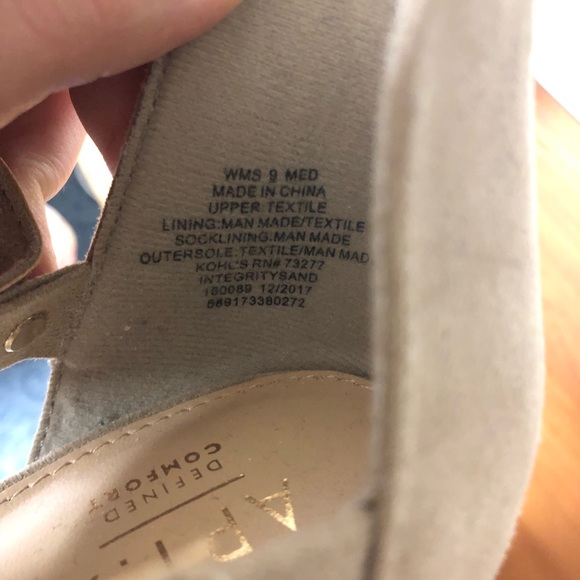 WMS 9 MED
MADE IN CHINA
UPPER:TEXTILE
LINING:MAN MADE/TEXTILE
SOCKLINING:MAN MADE
OUTERSOLE:TEXTILE/MAN MAD
KOHL'S RN# 73277
INTEGRITYSAND
180089 12/2017
889173380272
DEFINED
COMFORT
APT.